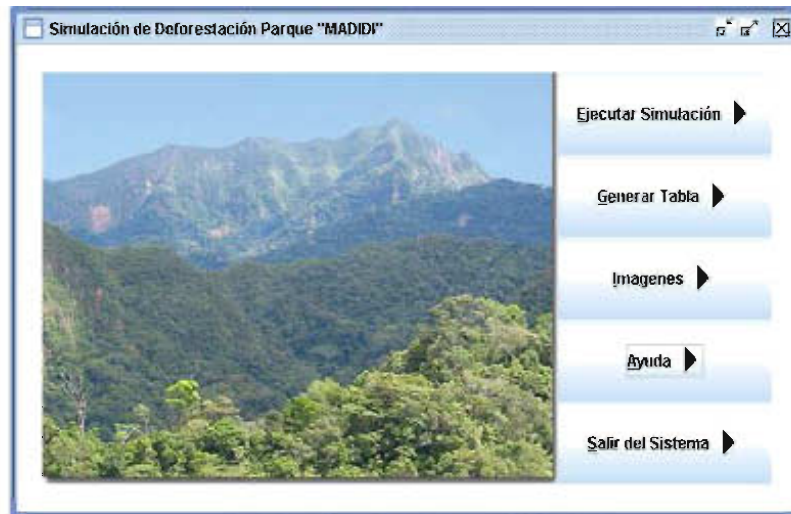 Simulación de Deforestación Parque "MADIDI"
Ejecutar Simulación
Generar Tabla
Imagenes
Ayuda
Salir del Sistema